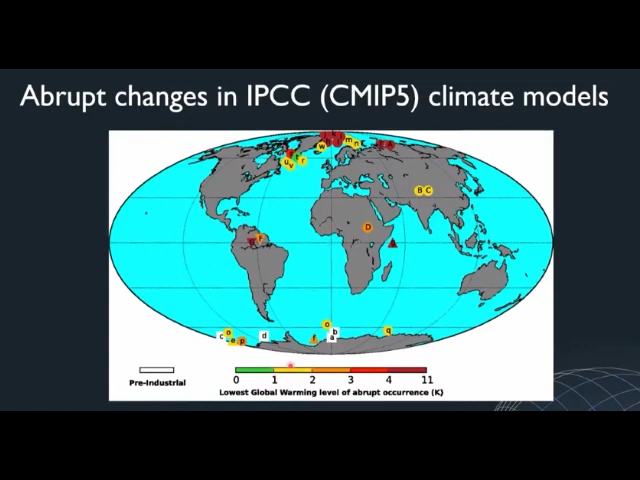 Abrupt changes in IPCC (CMIP5) climate models
w m n
u v t r
B C
D
F
o
c o e p d b a q
Pre-Industrial
0 1 2 3 4 11
Lowest Global Warming level of abrupt occurrence (K)